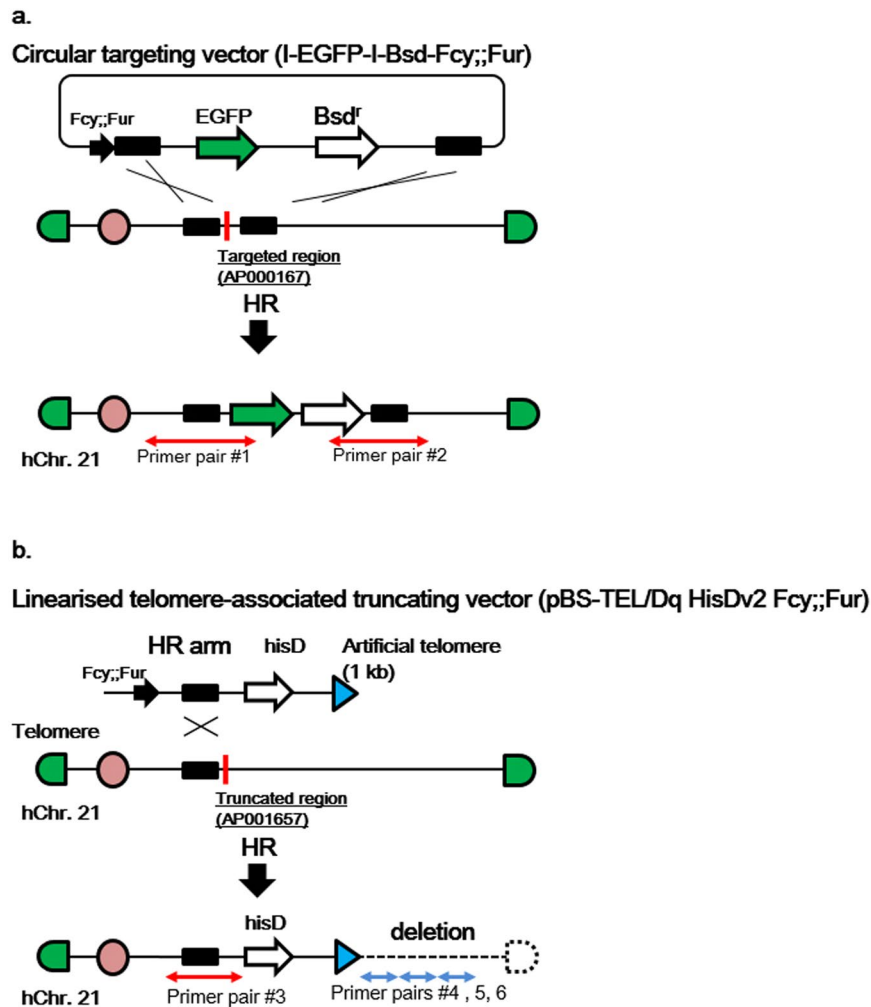 a.
Circular targeting vector (I-EGFP-I-Bsd-Fcy;;Fur)
Fcy;;Fur EGFP Bsdʳ
Targeted region
(AP000167)
HR
Primer pair #1 Primer pair #2
hChr. 21
b.
Linearised telomere-associated truncating vector (pBS-TEL/Dq HisDv2 Fcy;;Fur)
HR arm hisD Artificial telomere
(1 kb)
Fcy;;Fur
Telomere
hChr. 21
Truncated region
(AP001657)
HR
hisD
deletion
hChr. 21 Primer pair #3 Primer pairs #4 , 5, 6